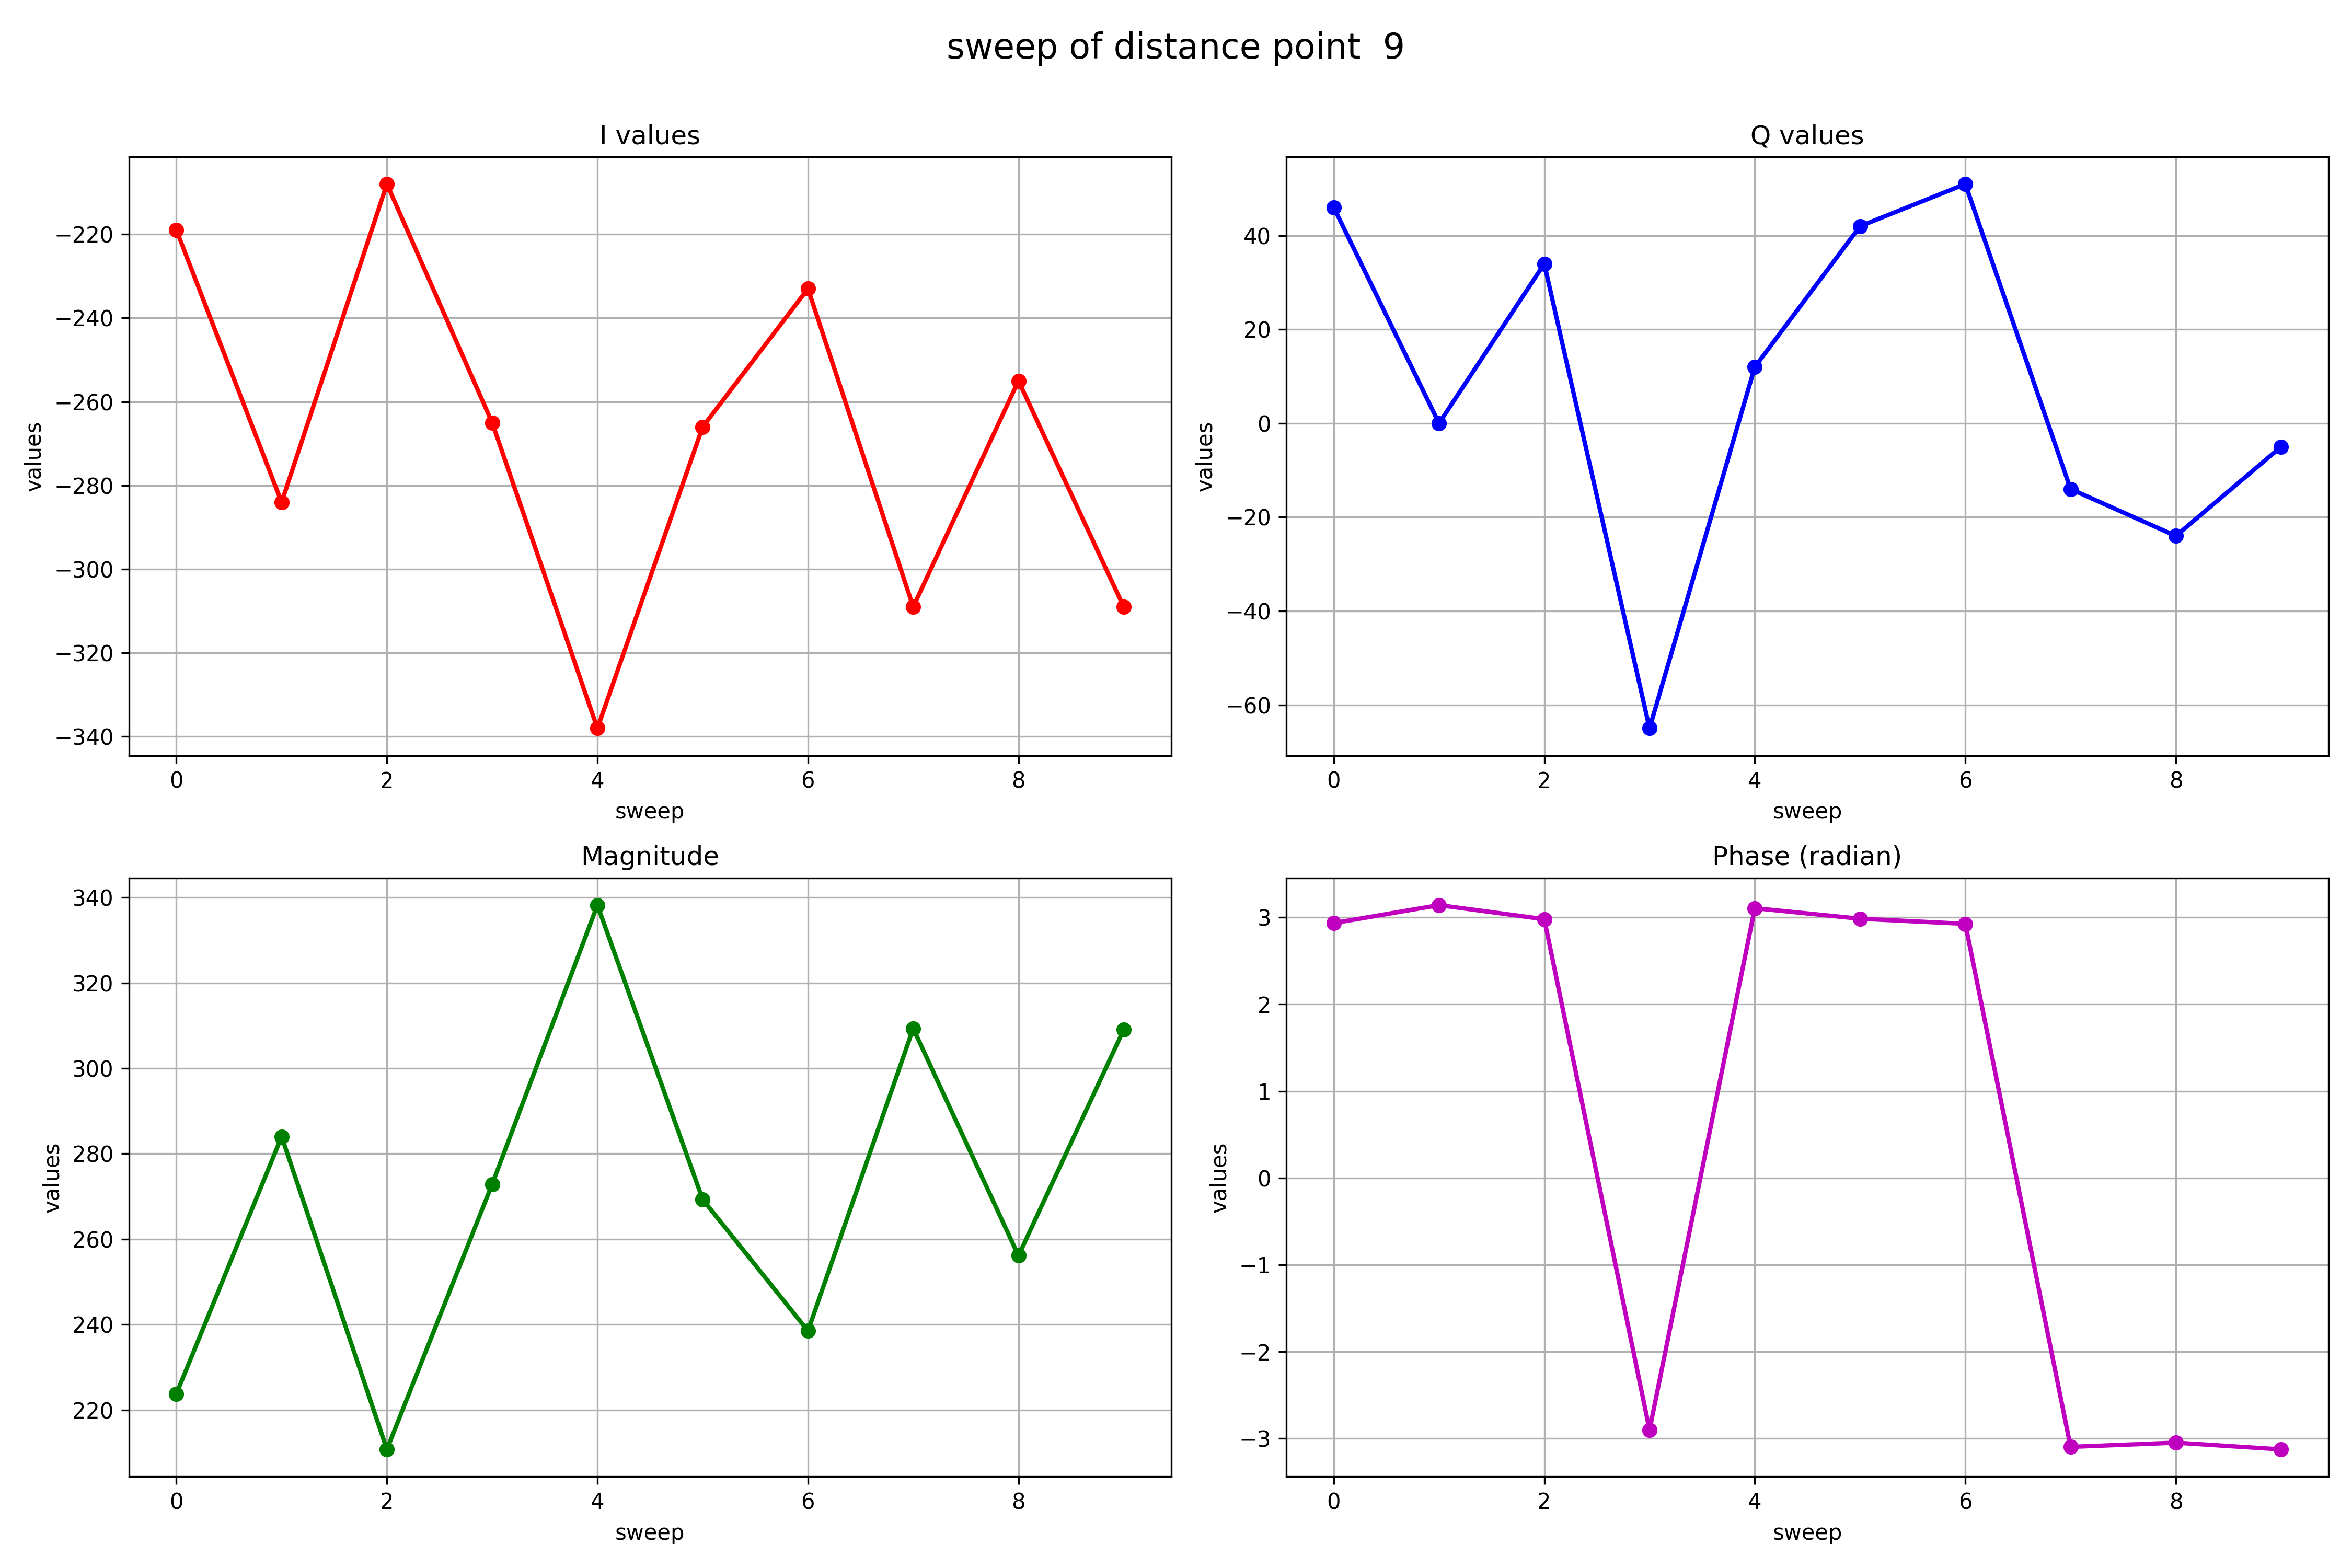 sweep of distance point  9
I values
values
−220
−240
−260
−280
−300
−320
−340
0 2 4 6 8
sweep
Q values
values
40
20
0
−20
−40
−60
0 2 4 6 8
sweep
Magnitude
values
340
320
300
280
260
240
220
0 2 4 6 8
sweep
Phase (radian)
values
3
2
1
0
−1
−2
−3
0 2 4 6 8
sweep